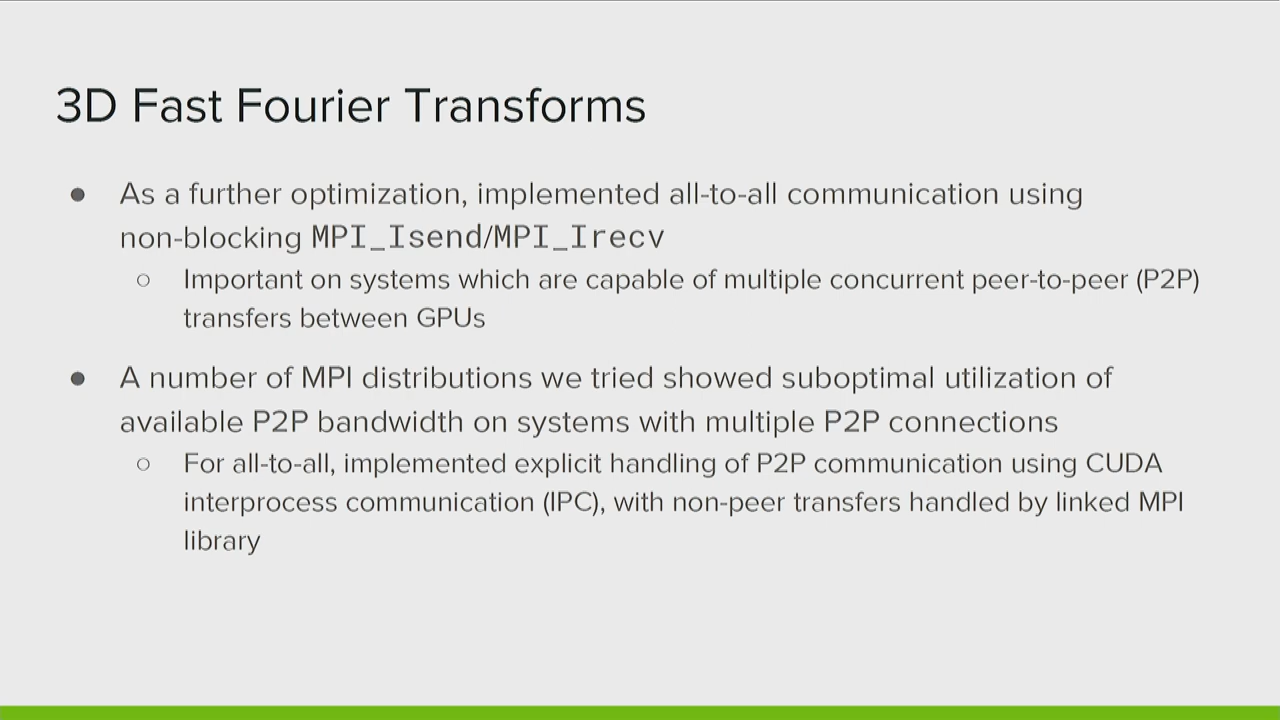 3D Fast Fourier Transforms
● As a further optimization, implemented all-to-all communication using
non-blocking MPI_Isend/MPI_Irecv
○ Important on systems which are capable of multiple concurrent peer-to-peer (P2P)
transfers between GPUs
● A number of MPI distributions we tried showed suboptimal utilization of
available P2P bandwidth on systems with multiple P2P connections
○ For all-to-all, implemented explicit handling of P2P communication using CUDA
interprocess communication (IPC), with non-peer transfers handled by linked MPI
library